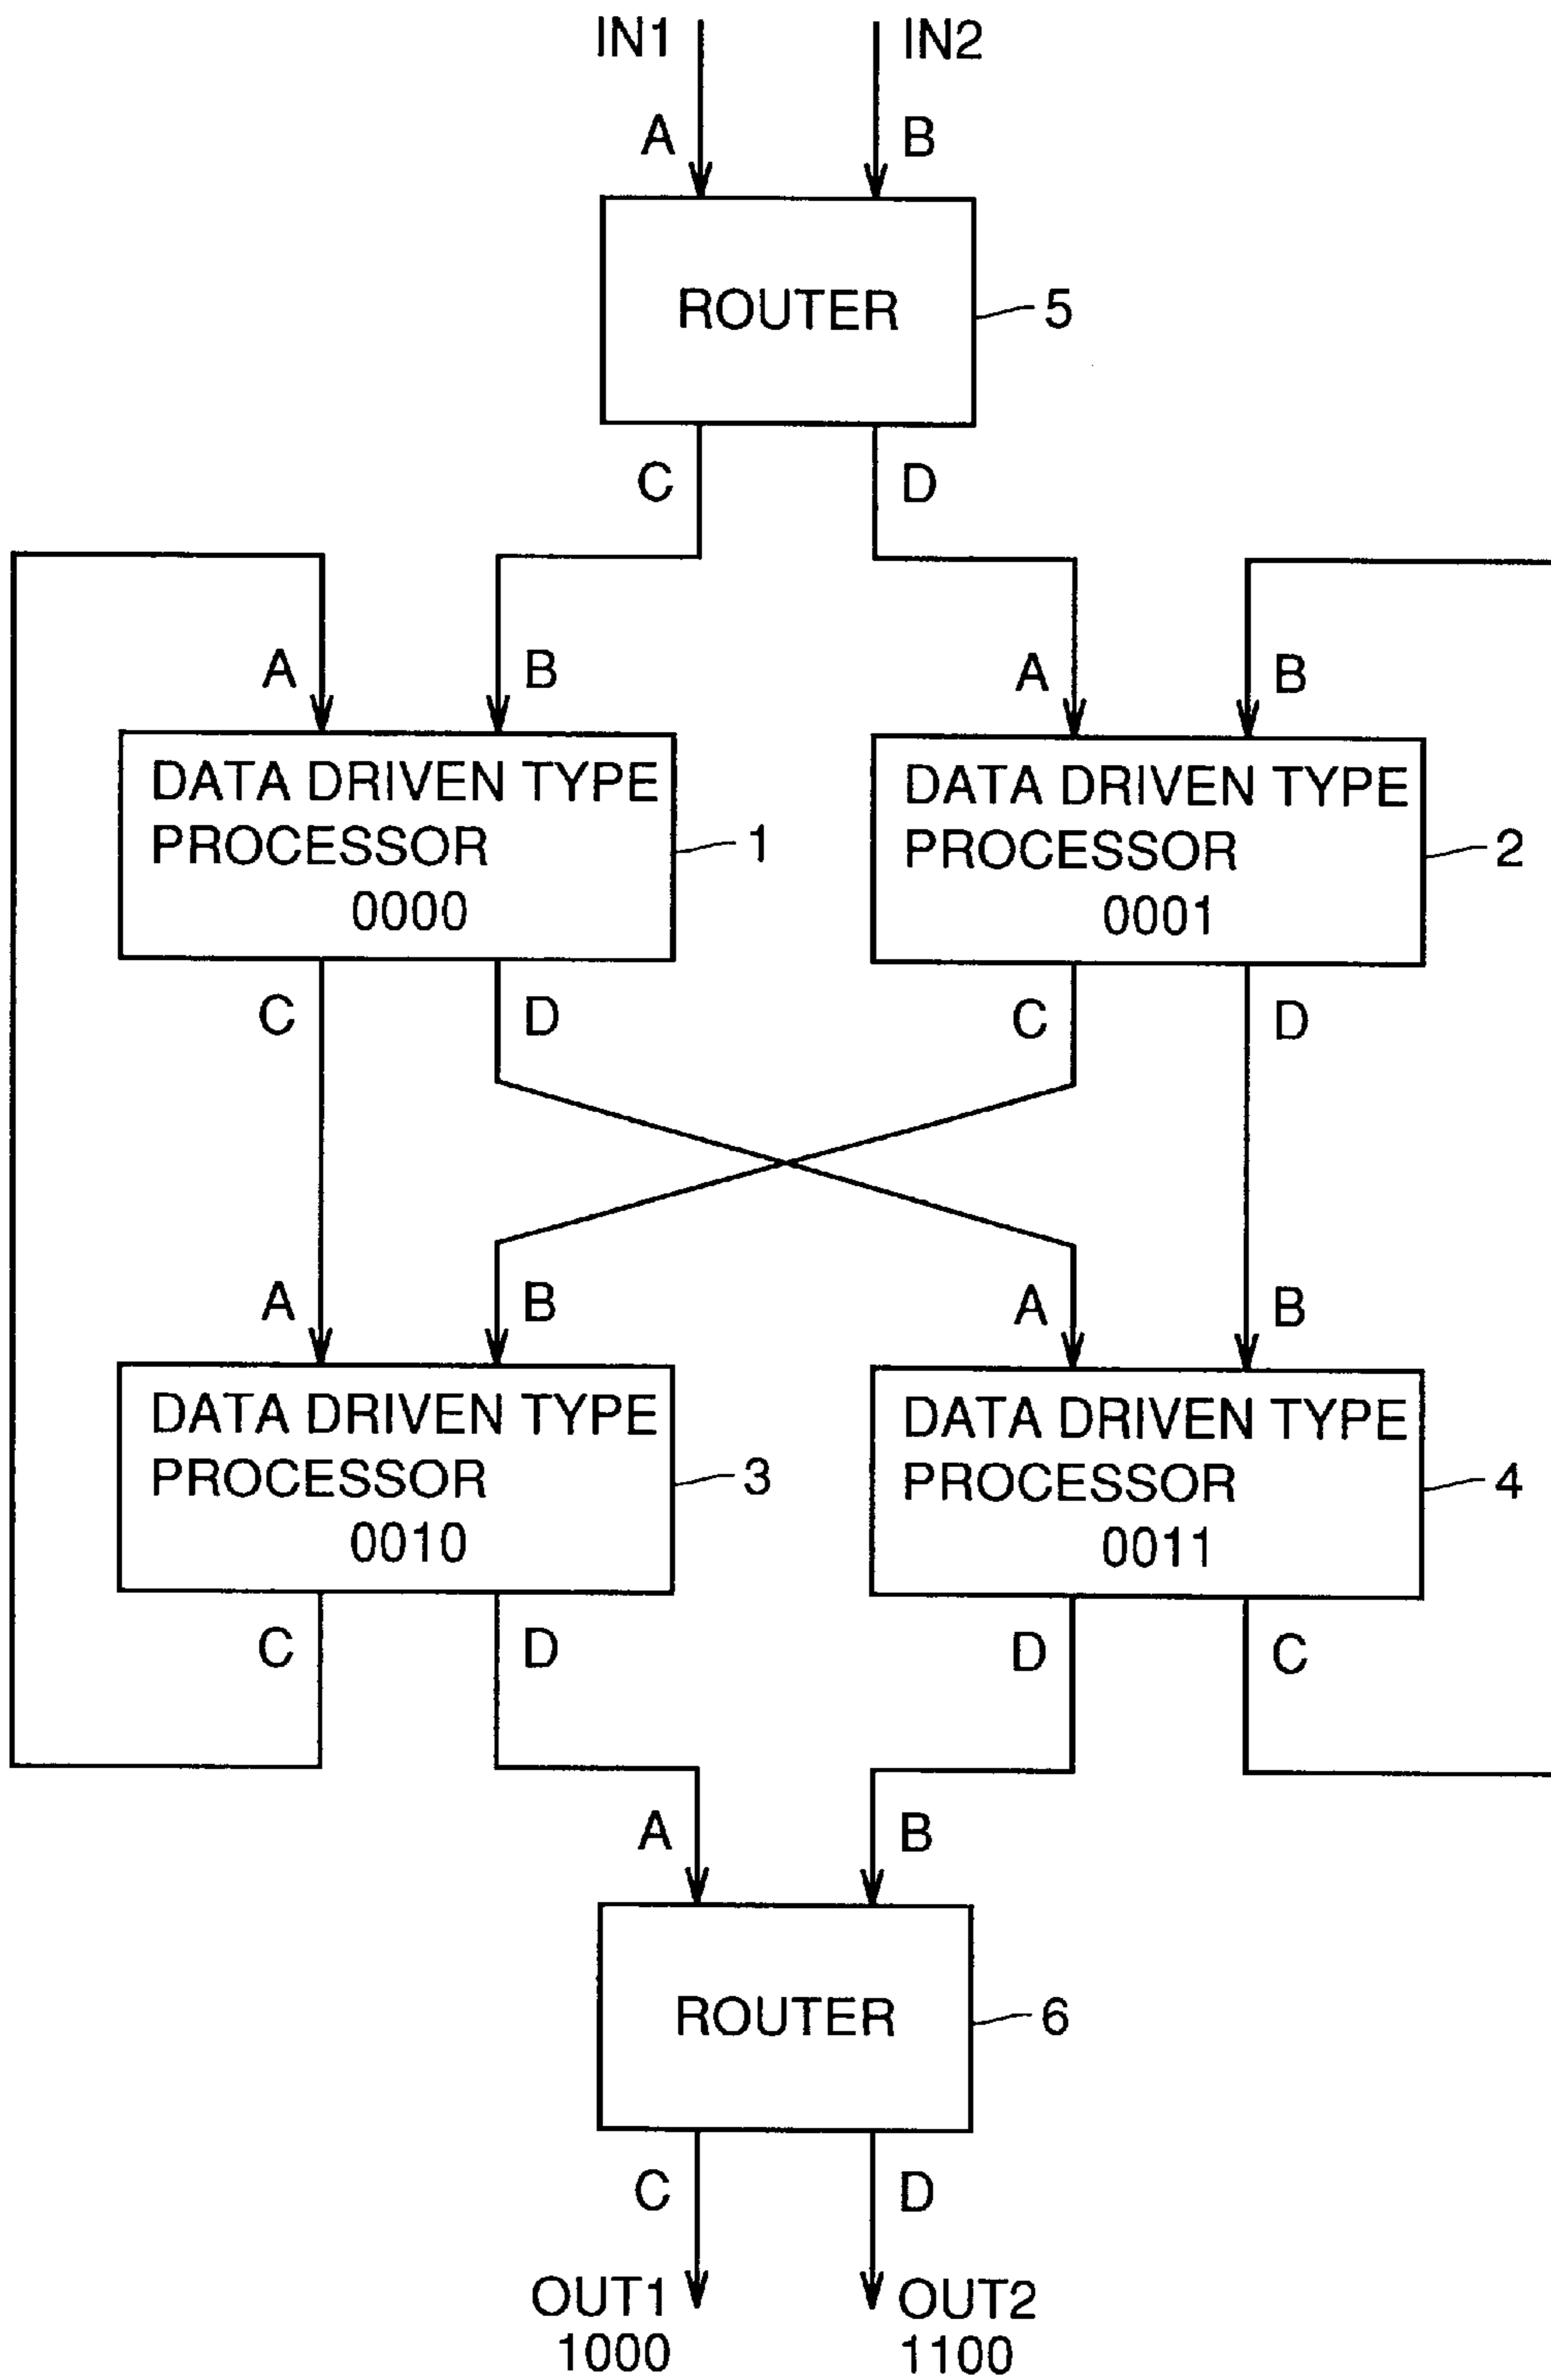 IN1 IN2
A B
ROUTER 5
C D
A B A B
DATA DRIVEN TYPE
PROCESSOR
0000
1
DATA DRIVEN TYPE
PROCESSOR
0001
2
C D C D
A B A B
DATA DRIVEN TYPE
PROCESSOR
0010
3
DATA DRIVEN TYPE
PROCESSOR
0011
4
C D D C
A B
ROUTER 6
C D
OUT1 OUT2
1000 1100